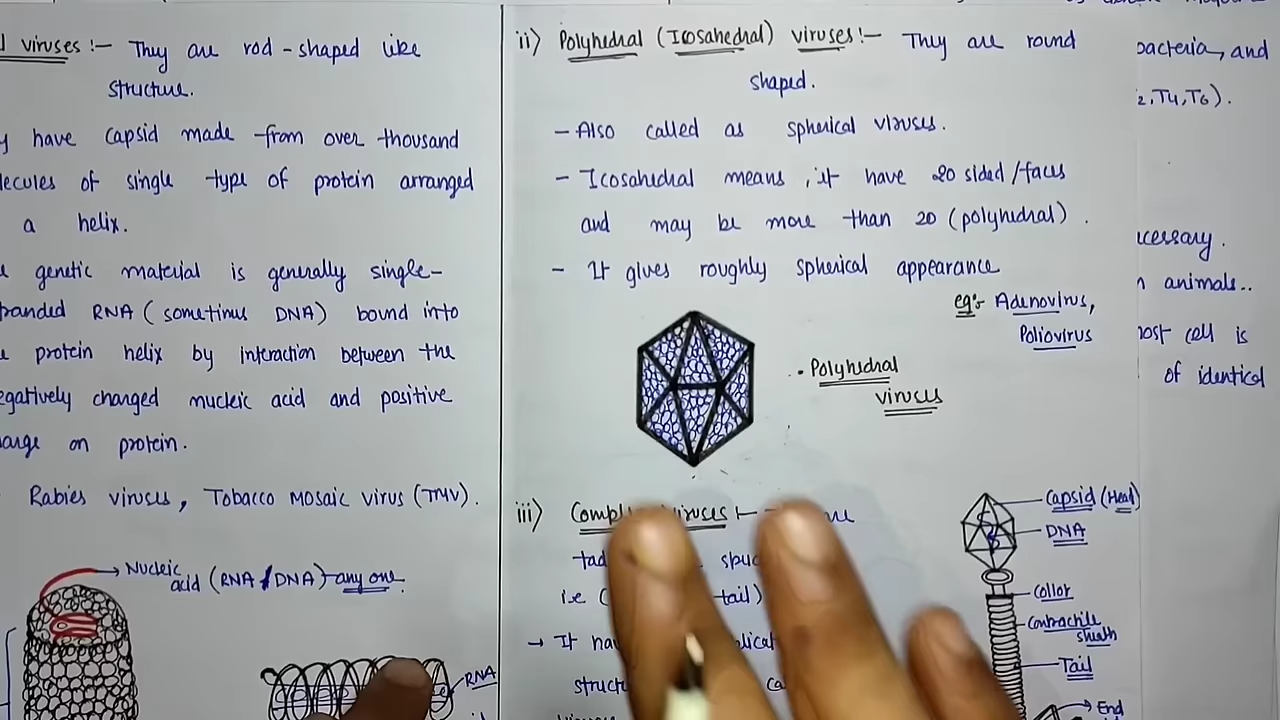 viruses :- They are rod-shaped like
structure.
have capsid made from over thousand
of single type of protein arranged
a helix.
genetic material is generally single-
RNA (sometimes DNA) bound into
protein helix by interaction between the
negatively charged nucleic acid and positive
on protein.
Rabies viruses, Tobacco Mosaic Virus (TMV).
Nucleic
acid (RNA/DNA) any one.
RNA
ii) Polyhedral (Icosahedral) viruses :- They are round
shaped.
- Also called as spherical viruses.
- Icosahedral means, it have 20 sided/faces
and may be more than 20 (polyhedral).
- It gives roughly spherical appearance
eg:- Adenovirus,
Poliovirus
. Polyhedral
viruses
iii) viruses :-
i.e ( tail)
→ It
Capsid (Head)
DNA
Collor
Contractile
sheath
Tail
End
bacteria, and
T4, T6).
animals..
host cell is
of identical